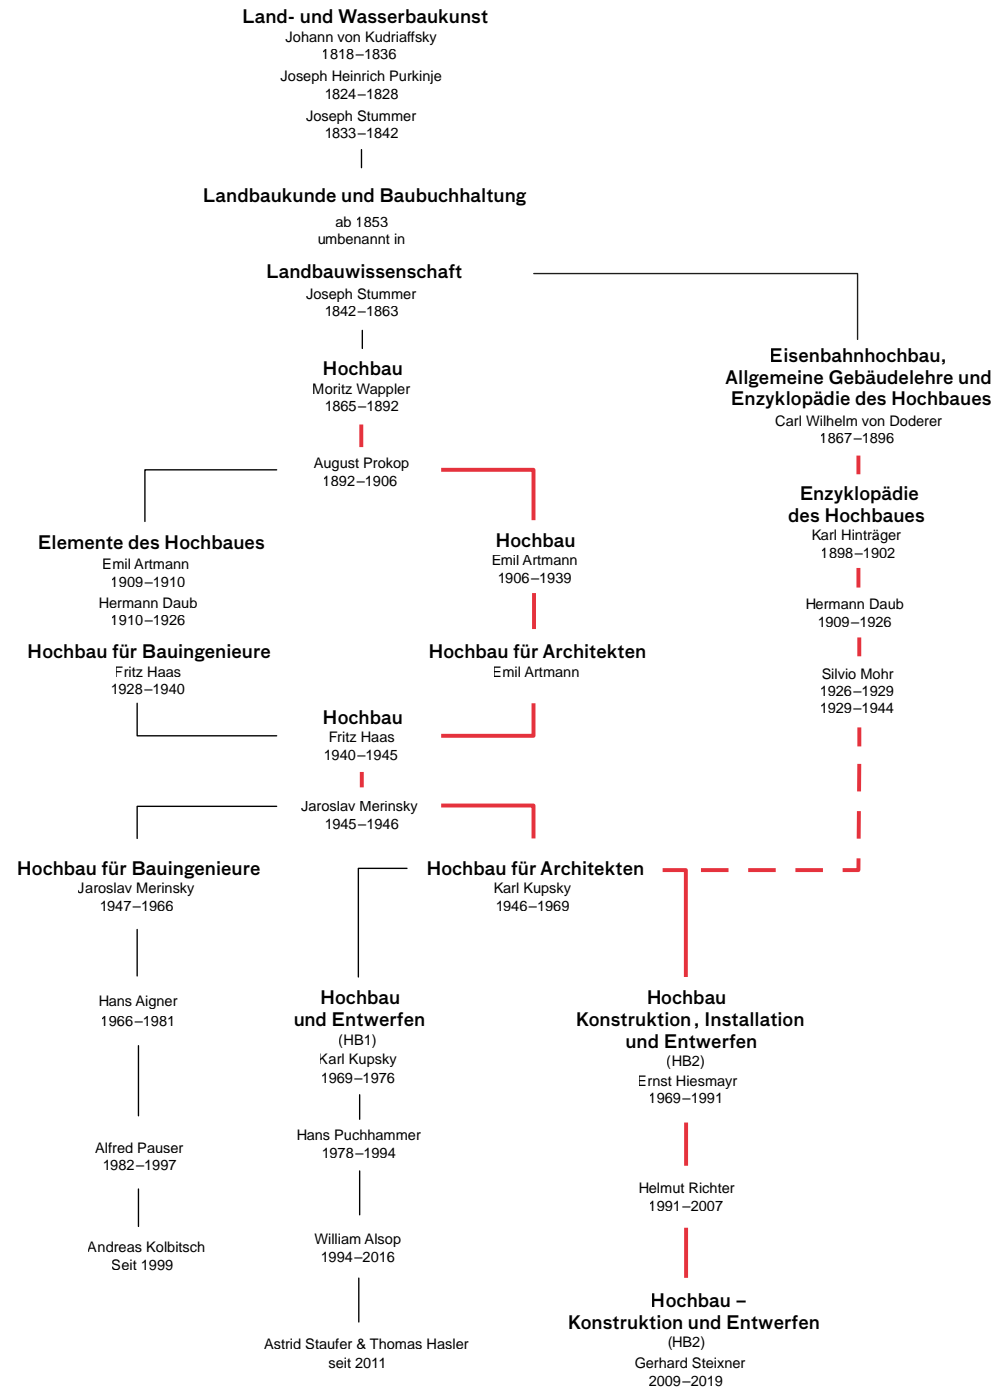 Land- und Wasserbaukunst
Johann von Kudriaffsky
1818–1836
Joseph Heinrich Purkinje
1824–1828
Joseph Stummer
1833–1842
Landbaukunde und Baubuchhaltung
ab 1853
umbenannt in
Landbauwissenschaft
Joseph Stummer
1842–1863
Hochbau
Moritz Wappler
1865–1892
August Prokop
1892–1906
Eisenbahnhochbau,
Allgemeine Gebäudelehre und
Enzyklopädie des Hochbaues
Carl Wilhelm von Doderer
1867–1896
Enzyklopädie
des Hochbaues
Karl Hinträger
1898–1902
Hermann Daub
1909–1926
Silvio Mohr
1926–1929
1929–1944
Elemente des Hochbaues
Emil Artmann
1909–1910
Hermann Daub
1910–1926
Hochbau für Bauingenieure
Fritz Haas
1928–1940
Hochbau
Emil Artmann
1906–1939
Hochbau für Architekten
Emil Artmann
Hochbau
Fritz Haas
1940–1945
Jaroslav Merinsky
1945–1946
Hochbau für Bauingenieure
Jaroslav Merinsky
1947–1966
Hans Aigner
1966–1981
Alfred Pauser
1982–1997
Andreas Kolbitsch
Seit 1999
Hochbau für Architekten
Karl Kupsky
1946–1969
Hochbau
und Entwerfen
(HB1)
Karl Kupsky
1969–1976
Hans Puchhammer
1978–1994
William Alsop
1994–2016
Astrid Staufer & Thomas Hasler
seit 2011
Hochbau
Konstruktion, Installation
und Entwerfen
(HB2)
Ernst Hiesmayr
1969–1991
Helmut Richter
1991–2007
Hochbau –
Konstruktion und Entwerfen
(HB2)
Gerhard Steixner
2009–2019